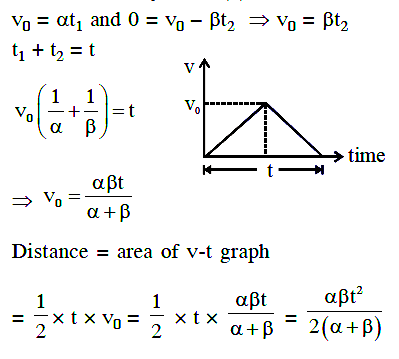 v₀ = αt₁ and 0 = v₀ – βt₂ ⇒ v₀ = βt₂
t₁ + t₂ = t
v₀(1/α + 1/β) = t
v
v₀
time
t
⇒ v₀ = αβt/(α+β)
Distance = area of v-t graph
= 1/2 × t × v₀ = 1/2 × t × αβt/(α+β) = αβt²/2(α+β)